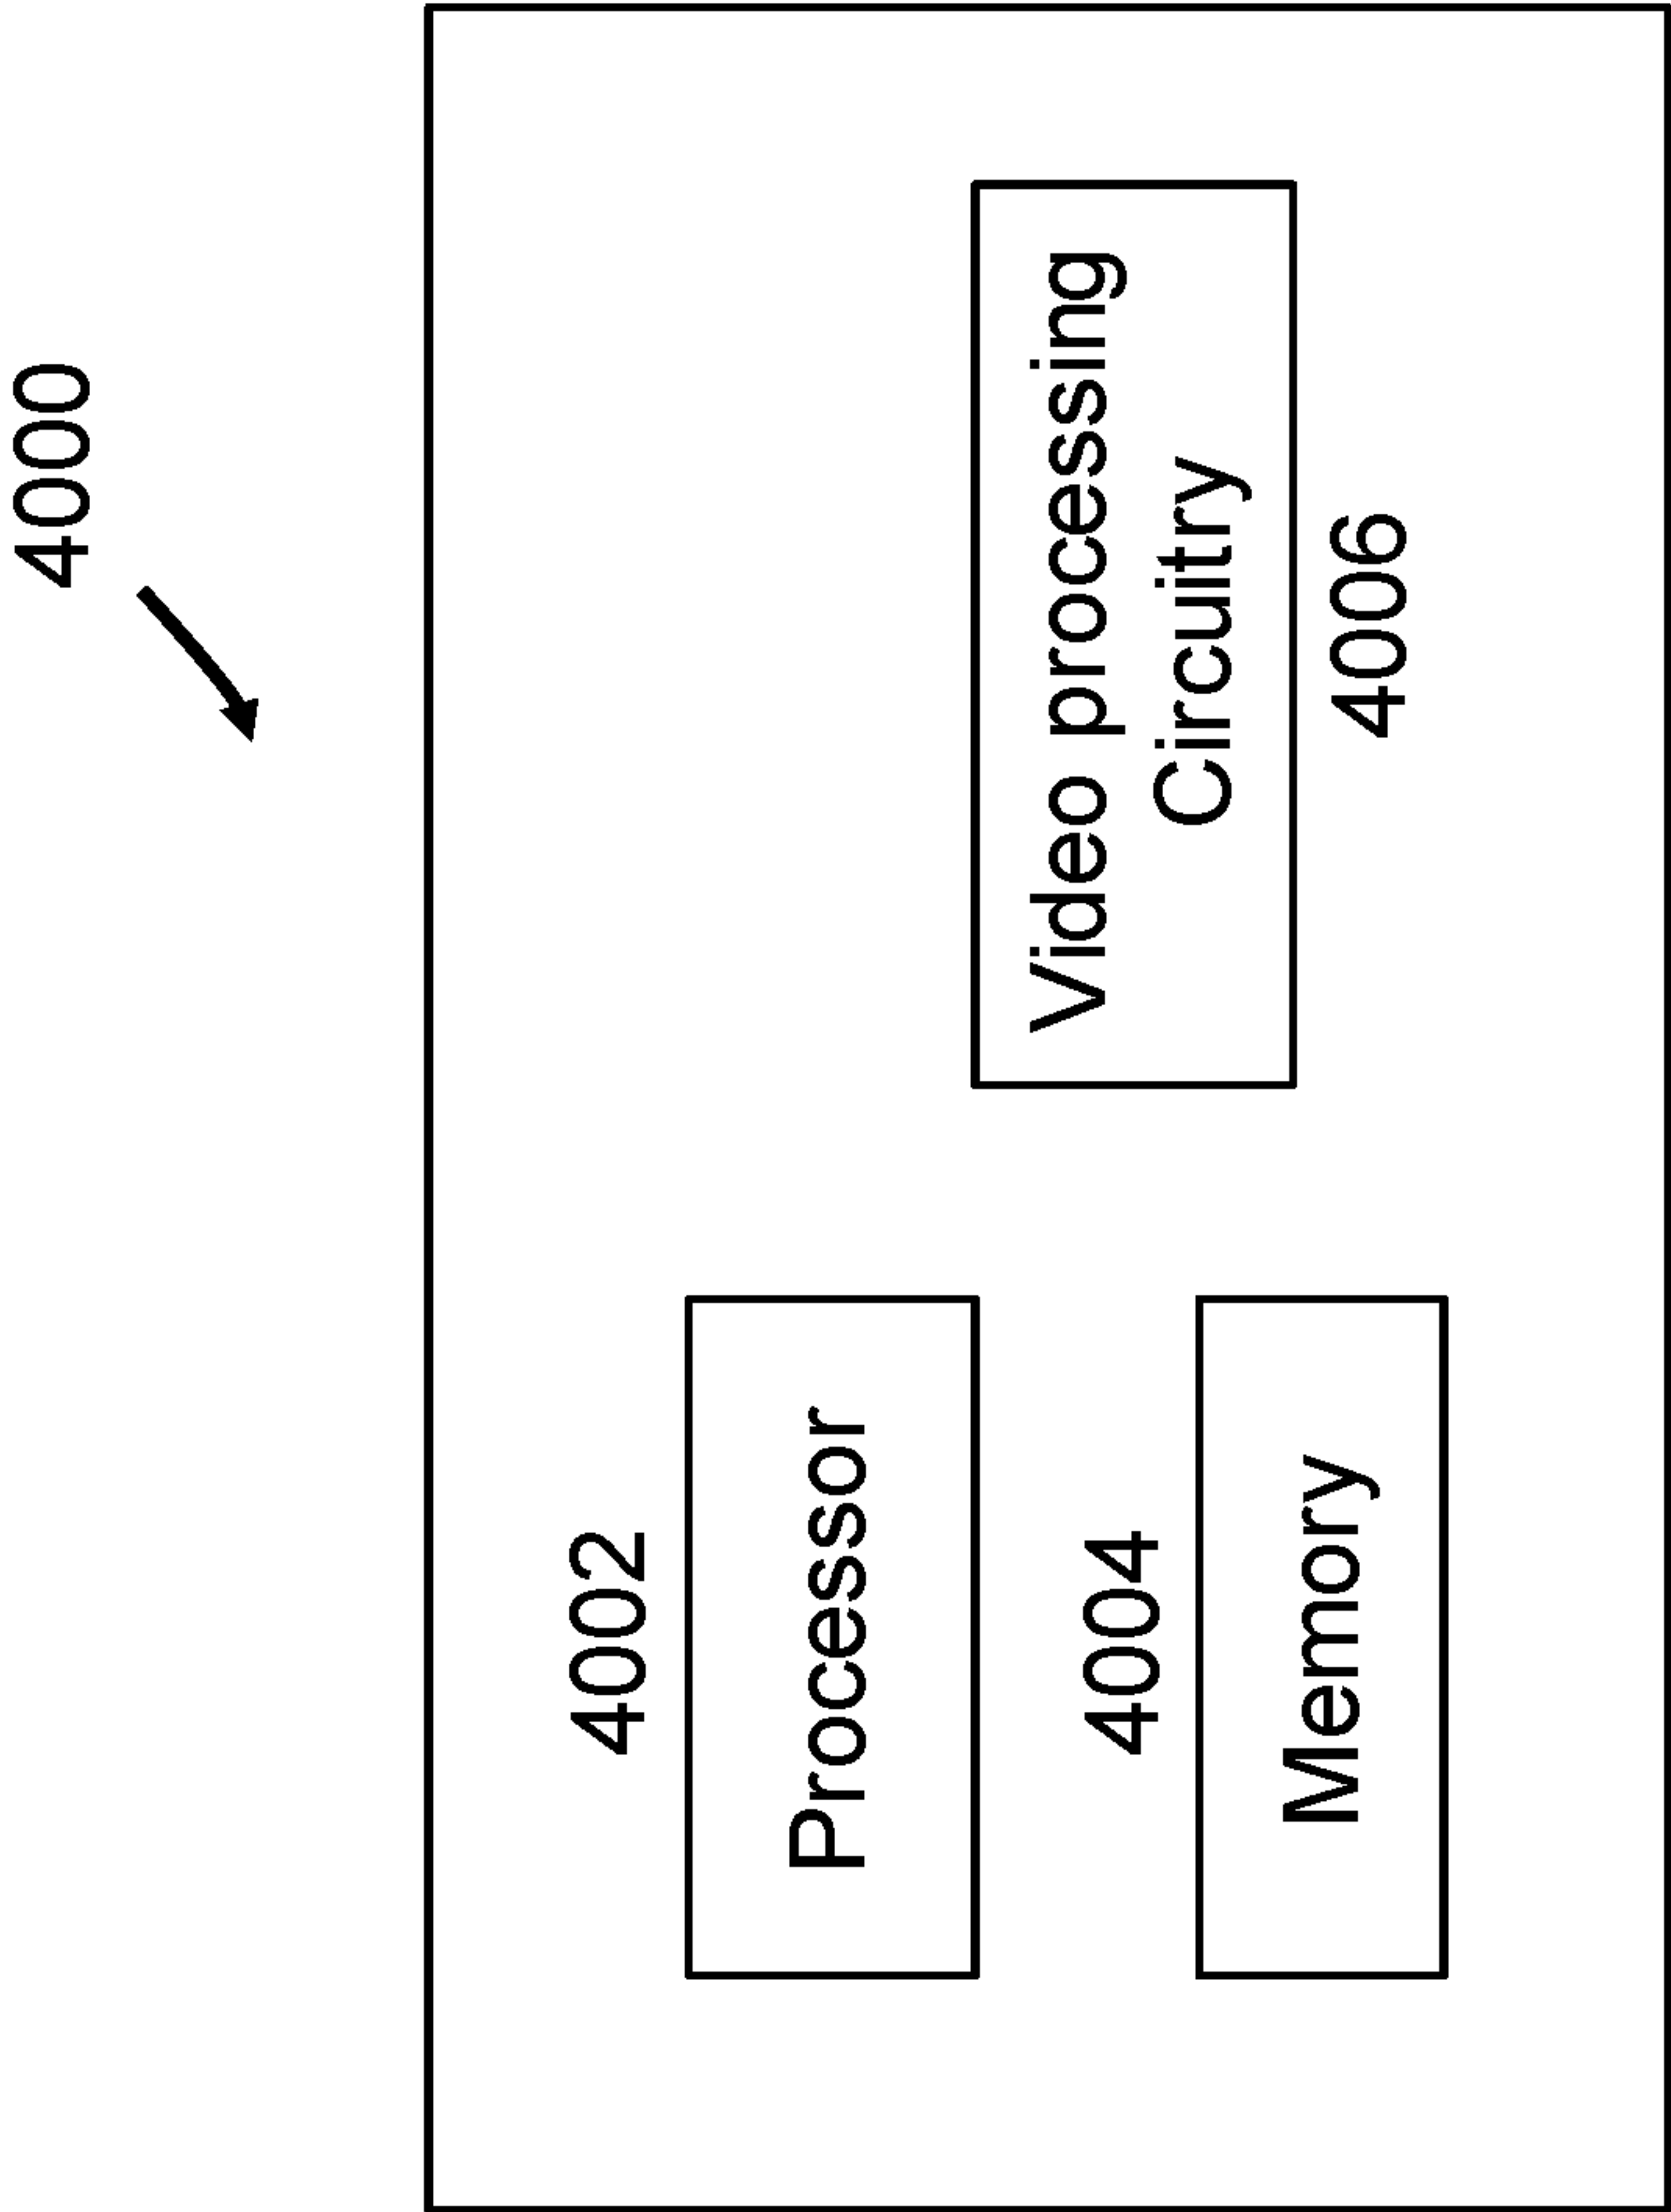 4000
4002
Processor
4004
Memory
Video processing
Circuitry
4006